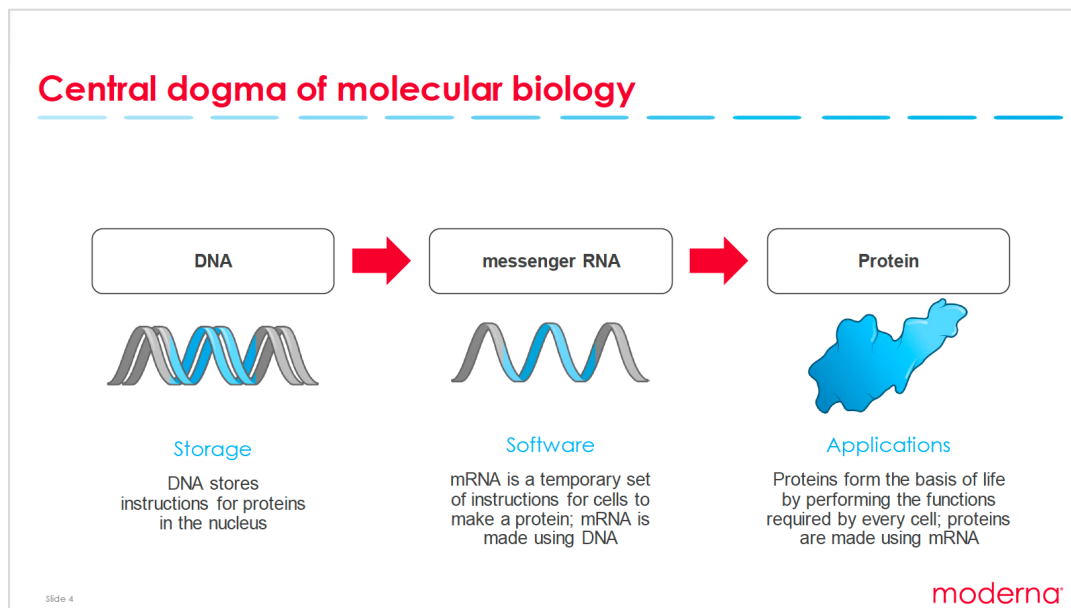 Central dogma of molecular biology
DNA
messenger RNA
Protein
Storage
DNA stores
instructions for proteins
in the nucleus
Software
mRNA is a temporary set
of instructions for cells to
make a protein; mRNA is
made using DNA
Applications
Proteins form the basis of life
by performing the functions
required by every cell; proteins
are made using mRNA
Slide 4
moderna